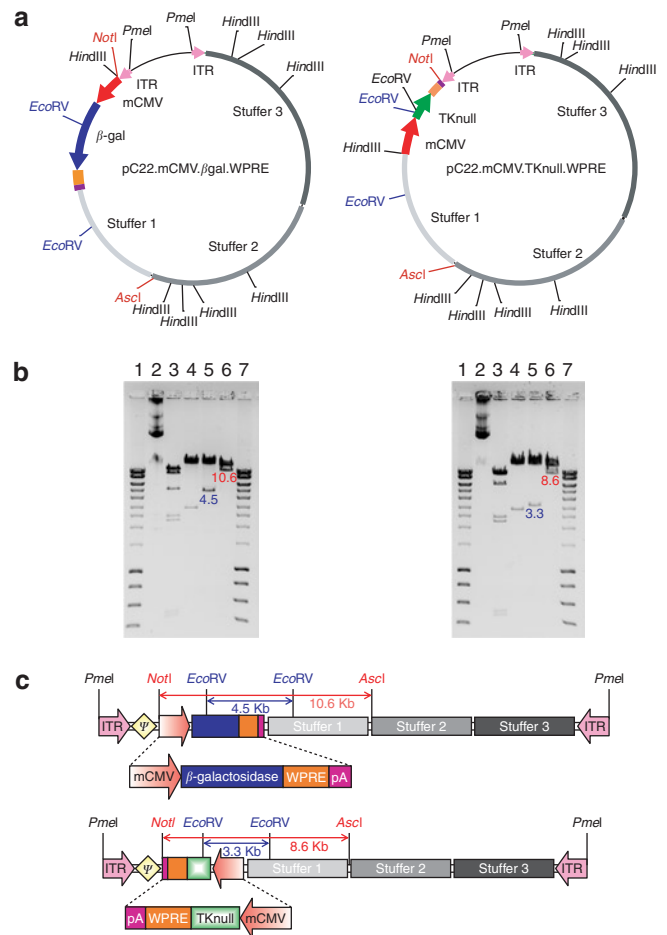 a
PmeI
NotI
HindIII
ITR
mCMV
EcoRV
β-gal
pC22.mCMV.βgal.WPRE
Stuffer 1
EcoRV
AscI
HindIII
HindIII
HindIII
HindIII
Stuffer 2
Stuffer 3
HindIII
HindIII
HindIII
PmeI
ITR
PmeI
NotI
EcoRV
EcoRV
HindIII
ITR
TKnull
mCMV
pC22.mCMV.TKnull.WPRE
EcoRV
Stuffer 1
AscI
HindIII
HindIII
HindIII
HindIII
Stuffer 2
Stuffer 3
HindIII
HindIII
HindIII
PmeI
ITR
b
1 2 3 4 5 6 7
10.6
4.5
1 2 3 4 5 6 7
8.6
3.3
c
PmeI NotI EcoRV EcoRV AscI PmeI
10.6 Kb
4.5 Kb
ITR Ψ Stuffer 1 Stuffer 2 Stuffer 3 ITR
mCMV β-galactosidase WPRE pA
PmeI NotI EcoRV EcoRV AscI PmeI
3.3 Kb 8.6 Kb
ITR Ψ Stuffer 1 Stuffer 2 Stuffer 3 ITR
pA WPRE TKnull mCMV